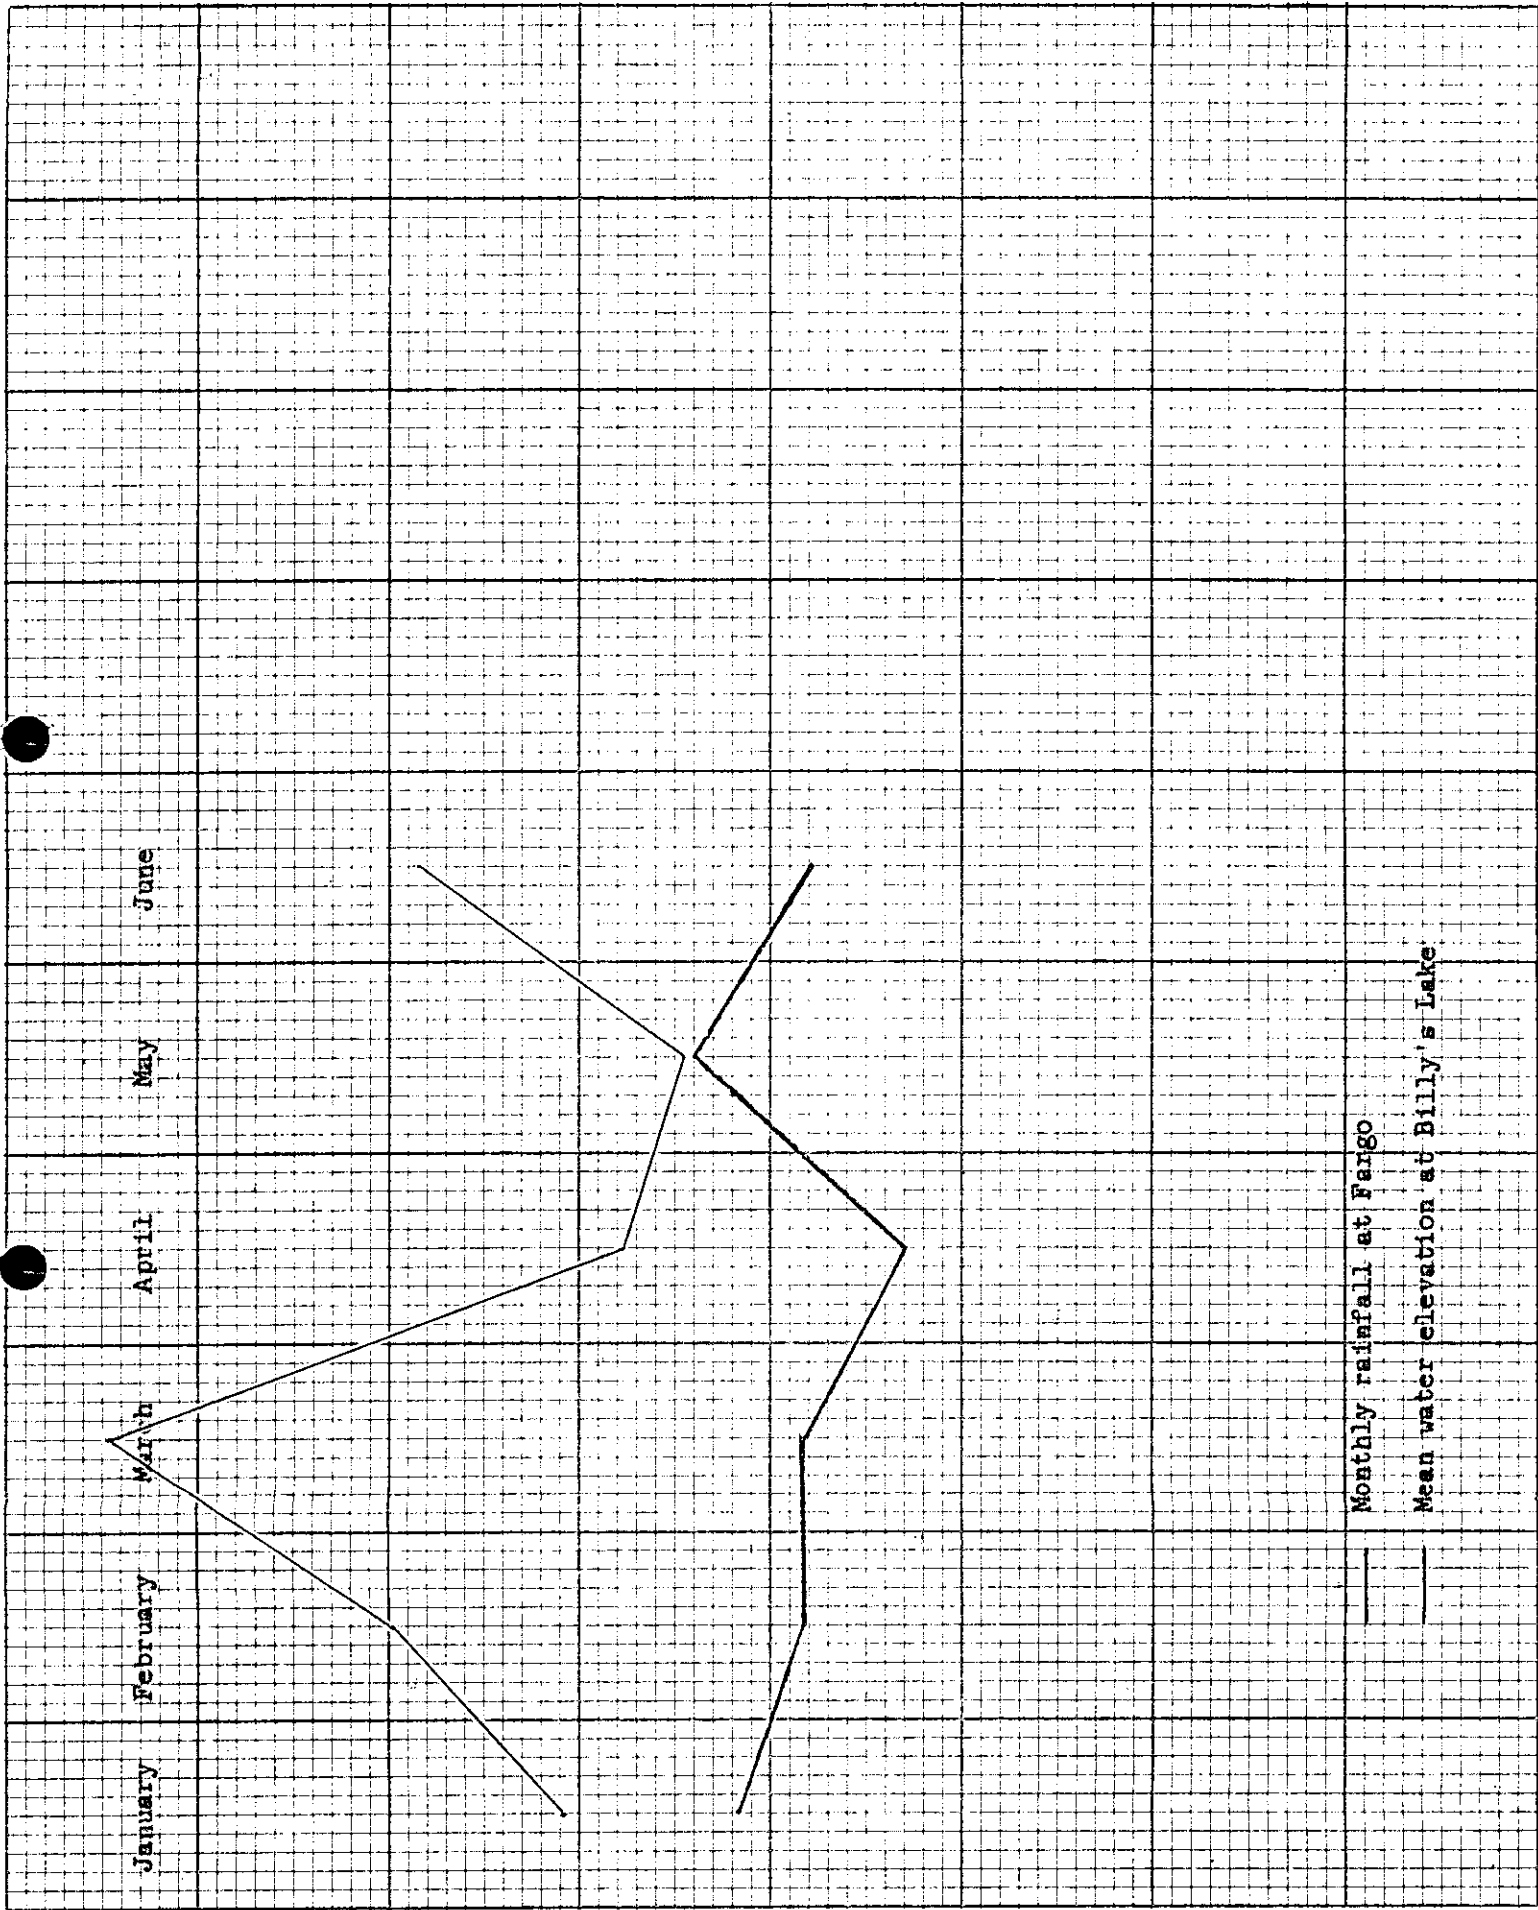 January February March April May June
Monthly rainfall at Fargo
Mean water elevation at Billy's Lake